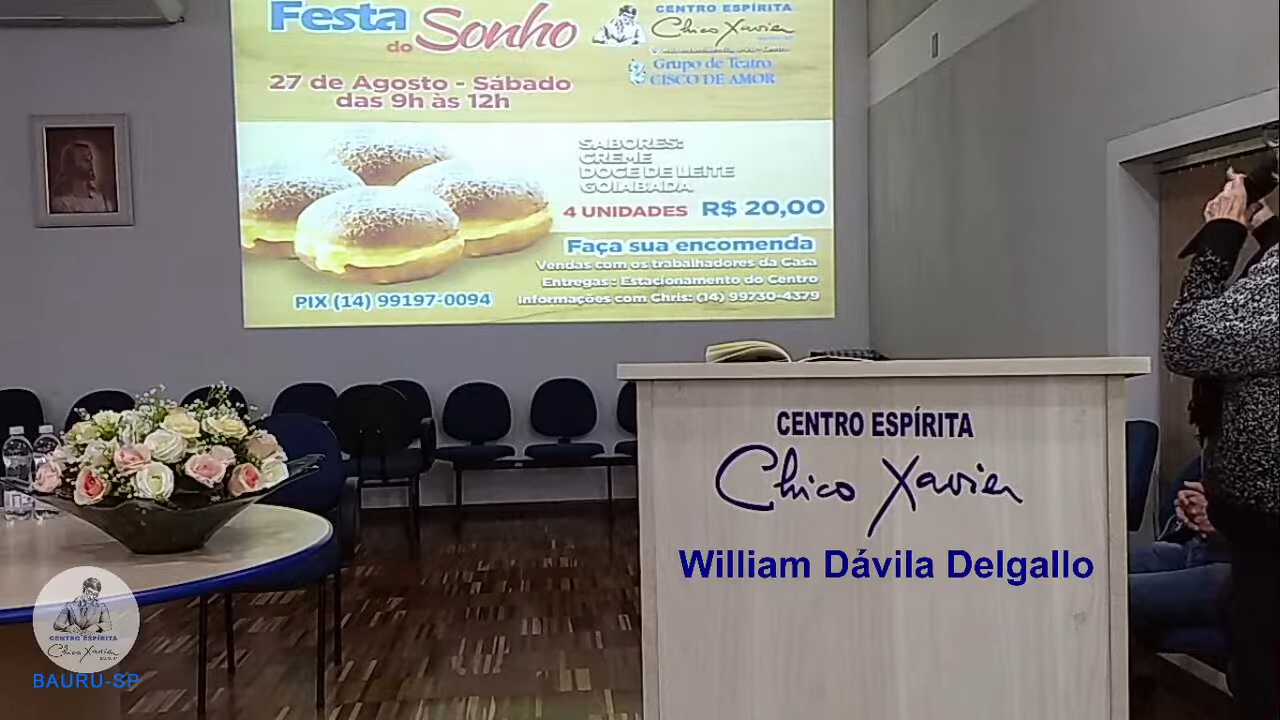 Festa
do Sonho
27 de Agosto - Sábado
das 9h às 12h
CENTRO ESPÍRITA
Chico Xavier
Grupo de Teatro
CISCO DE AMOR
SABORES:
CREME
DOCE DE LEITE
GOIABADA
4 UNIDADES R$ 20,00
Faça sua encomenda
Vendas com os trabalhadores da Casa
Entregas : Estacionamento do Centro
Informações com Chris: (14) 99730-4379
PIX (14) 99197-0094
CENTRO ESPÍRITA
Chico Xavier
William Dávila Delgallo
CENTRO ESPÍRITA
Chico Xavier
BAURU-SP